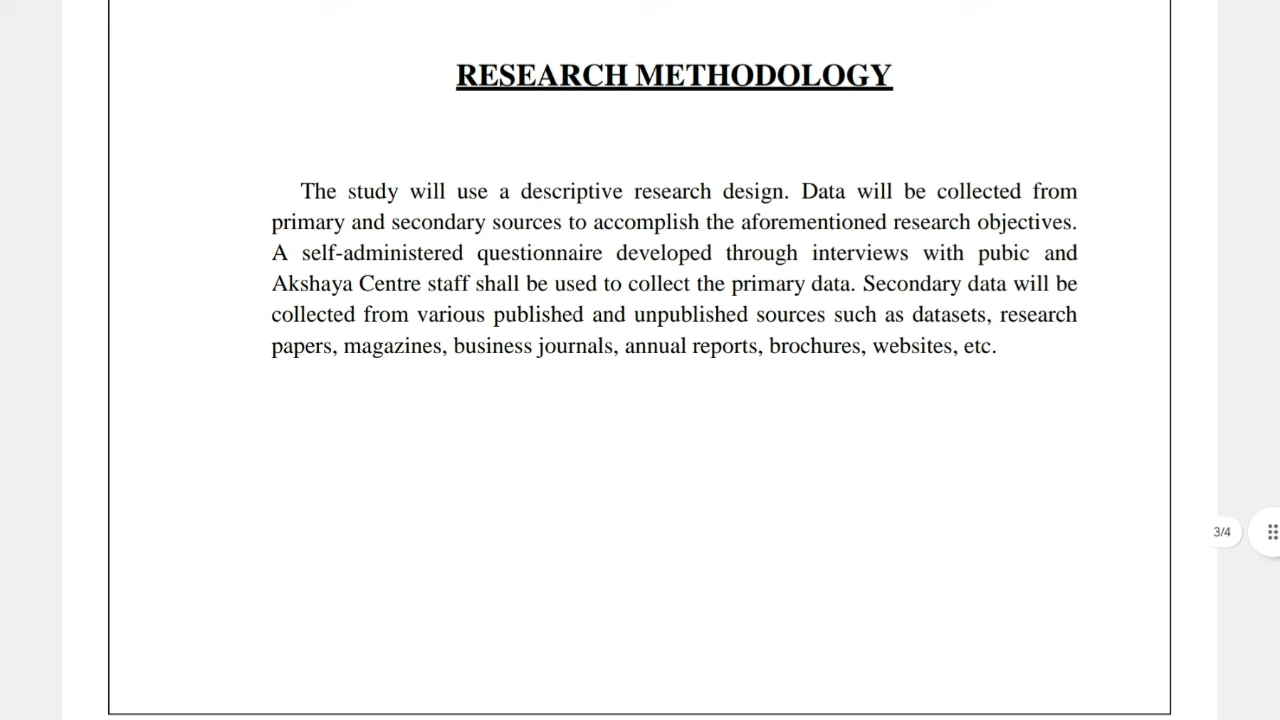 RESEARCH METHODOLOGY
The study will use a descriptive research design. Data will be collected from
primary and secondary sources to accomplish the aforementioned research objectives.
A self-administered questionnaire developed through interviews with pubic and
Akshaya Centre staff shall be used to collect the primary data. Secondary data will be
collected from various published and unpublished sources such as datasets, research
papers, magazines, business journals, annual reports, brochures, websites, etc.
3/4